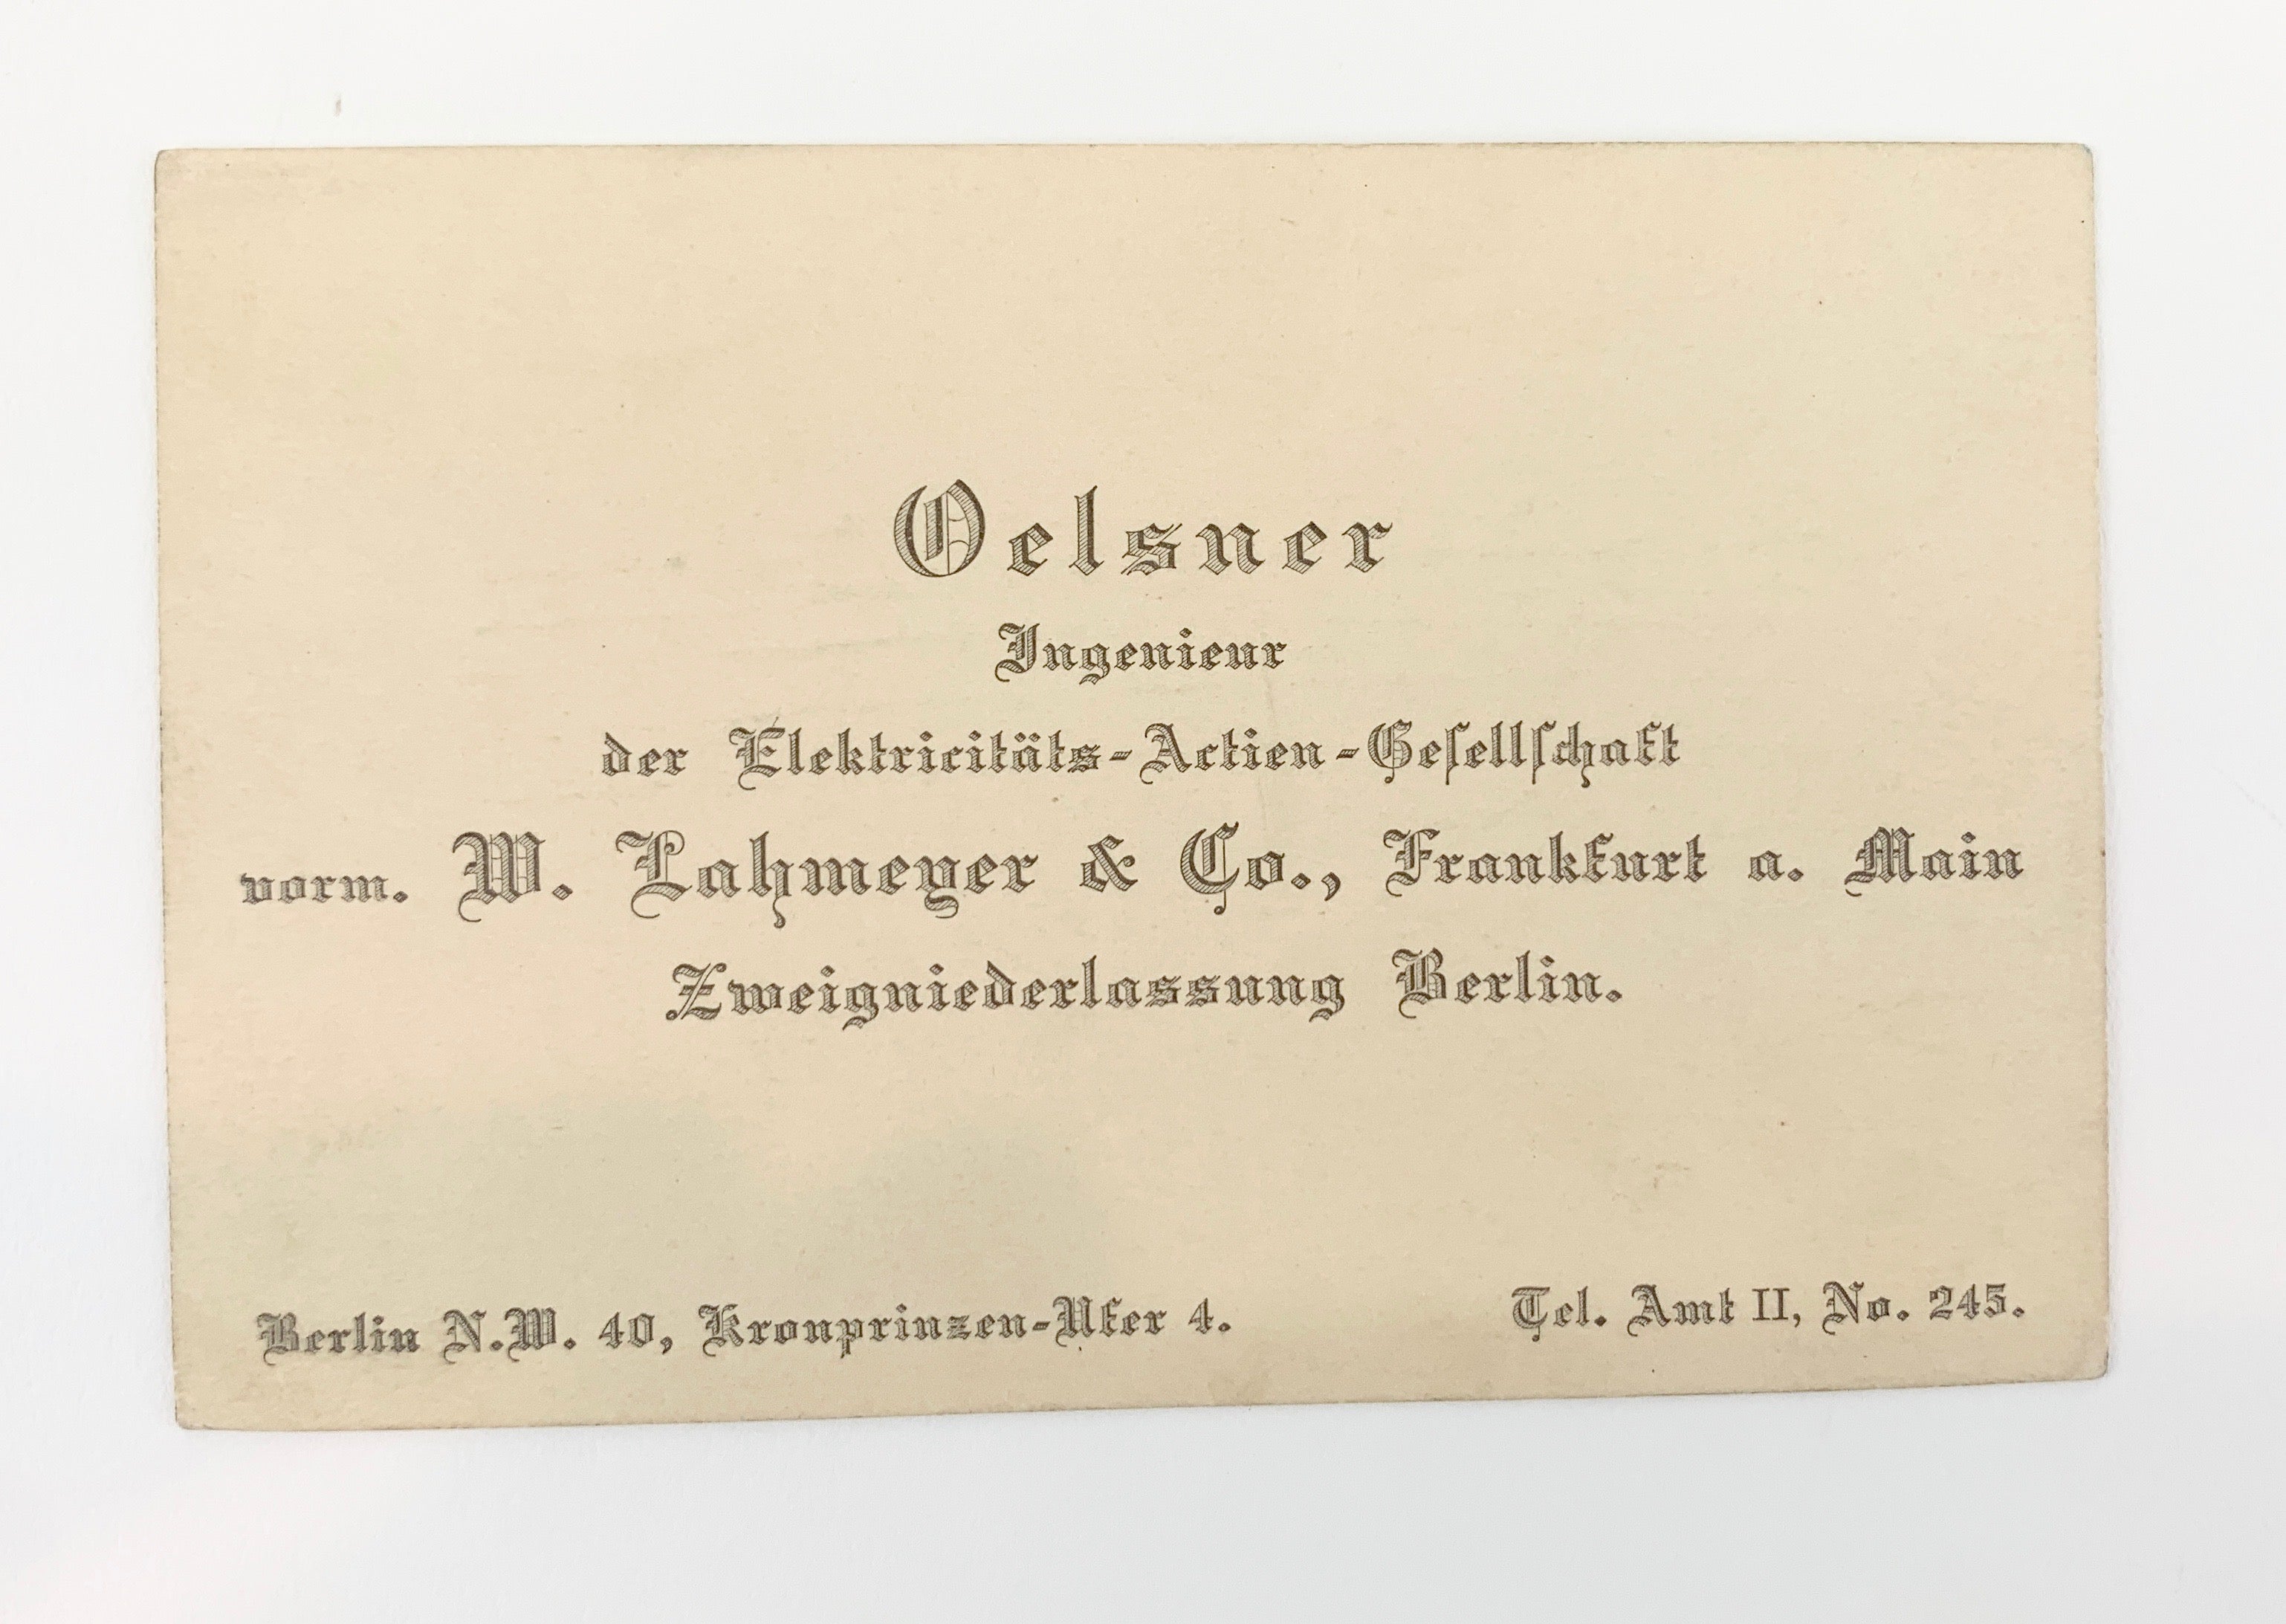 Oelsner
Ingenieur
der Elektricitäts-Actien-Geſellſchaft
vorm. W. Lahmeyer & Co., Frankfurt a. Main
Zweigniederlassung Berlin.
Berlin N.W. 40, Kronprinzen-Ufer 4.
Tel. Amt II, No. 245.